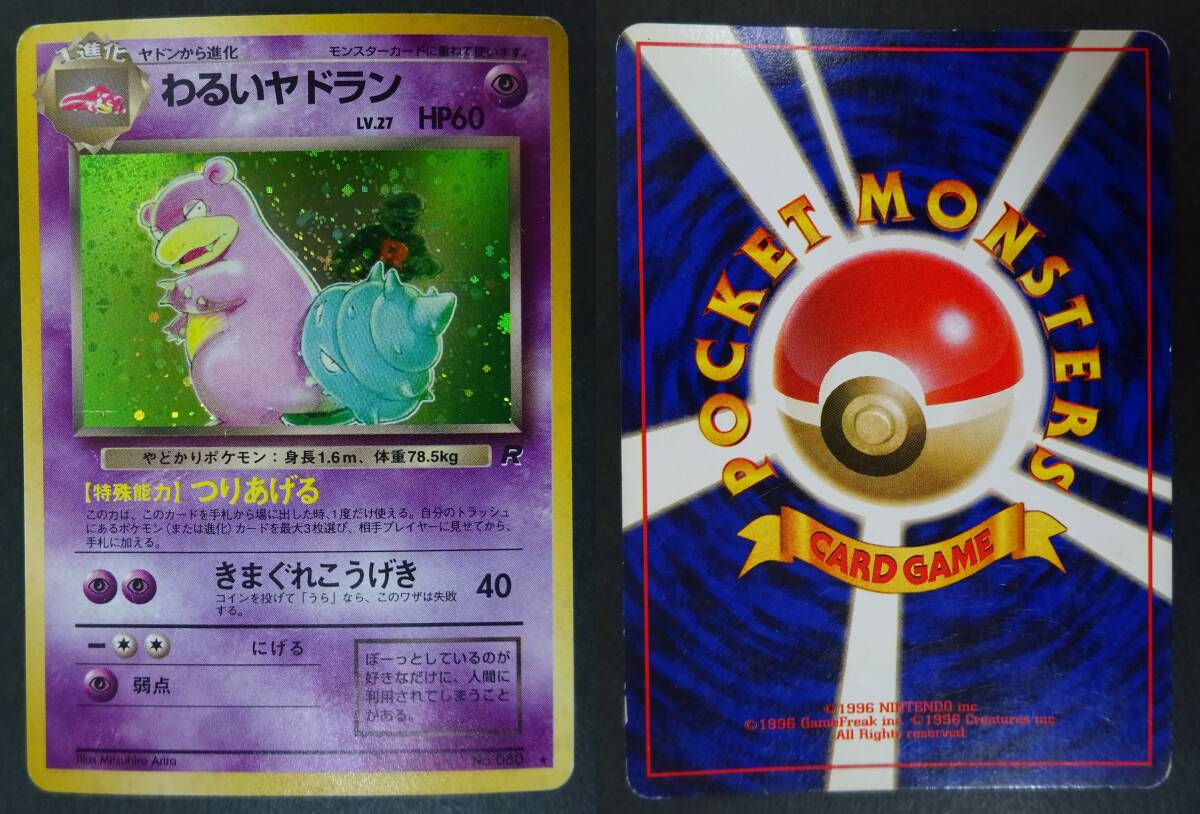 1進化
ヤドンから進化
モンスターカードに重ねて使います。
わるいヤドラン
LV.27 HP60
やどかりポケモン：身長1.6m、体重78.5kg
R
【特殊能力】つりあげる
この力は、このカードを手札から場に出した時、1度だけ使える。自分のトラッシュ
にあるポケモン（または進化）カードを最大3枚選び、相手プレイヤーに見せてから、
手札に加える。
きまぐれこうげき 40
コインを投げて「うら」なら、このワザは失敗
する。
にげる
弱点
ぼーっとしているのが
好きなだけに、人間に
利用されてしまうこと
がある。
Illus.Mitsuhiro Arita
No.080
POCKET MONSTERS
CARD GAME
©1996 NINTENDO inc.
©1996 GameFreak inc. ©1996 Creatures inc.
All Rights reserved.